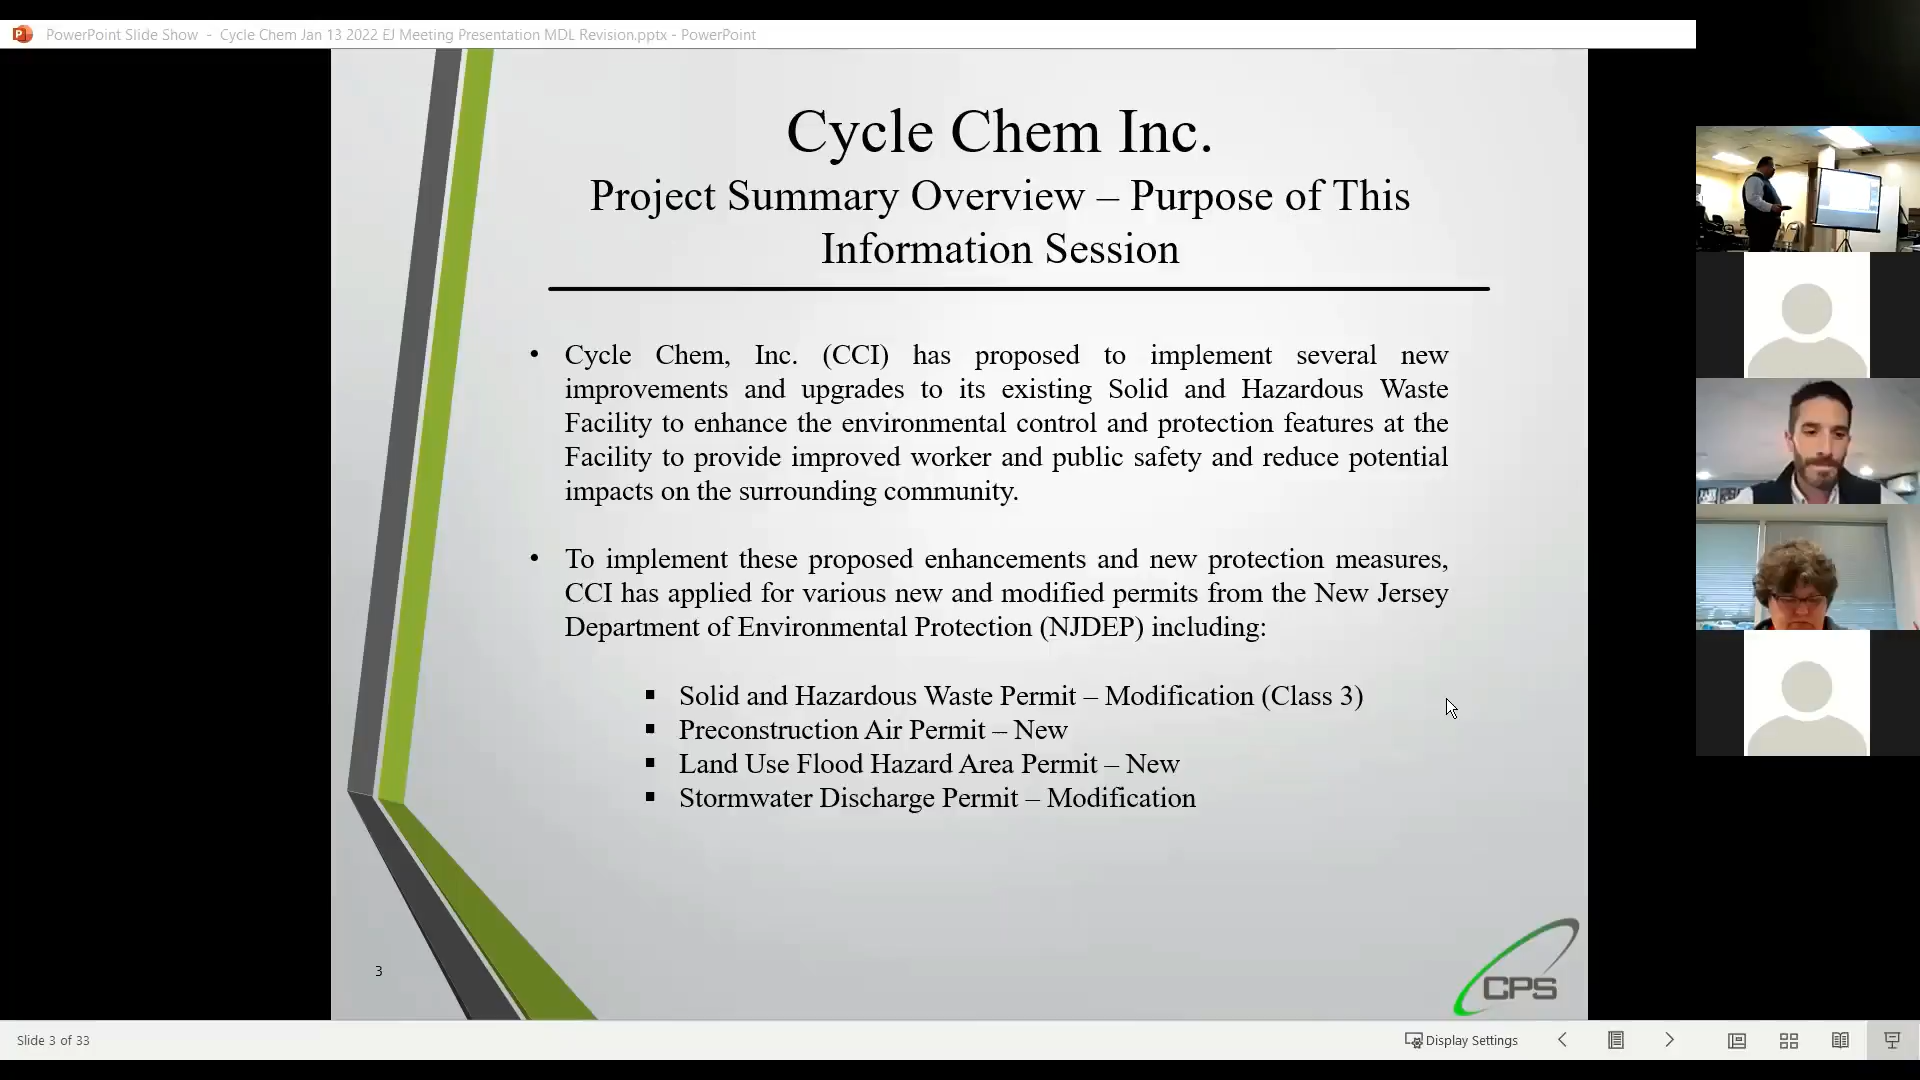 PowerPoint Slide Show - Cycle Chem Jan 13 2022 EJ Meeting Presentation MDL Revision.pptx - PowerPoint
Cycle Chem Inc.
Project Summary Overview – Purpose of This
Information Session
• Cycle Chem, Inc. (CCI) has proposed to implement several new
improvements and upgrades to its existing Solid and Hazardous Waste
Facility to enhance the environmental control and protection features at the
Facility to provide improved worker and public safety and reduce potential
impacts on the surrounding community.
• To implement these proposed enhancements and new protection measures,
CCI has applied for various new and modified permits from the New Jersey
Department of Environmental Protection (NJDEP) including:
▪ Solid and Hazardous Waste Permit – Modification (Class 3)
▪ Preconstruction Air Permit – New
▪ Land Use Flood Hazard Area Permit – New
▪ Stormwater Discharge Permit – Modification
3
CPS
Slide 3 of 33
Display Settings